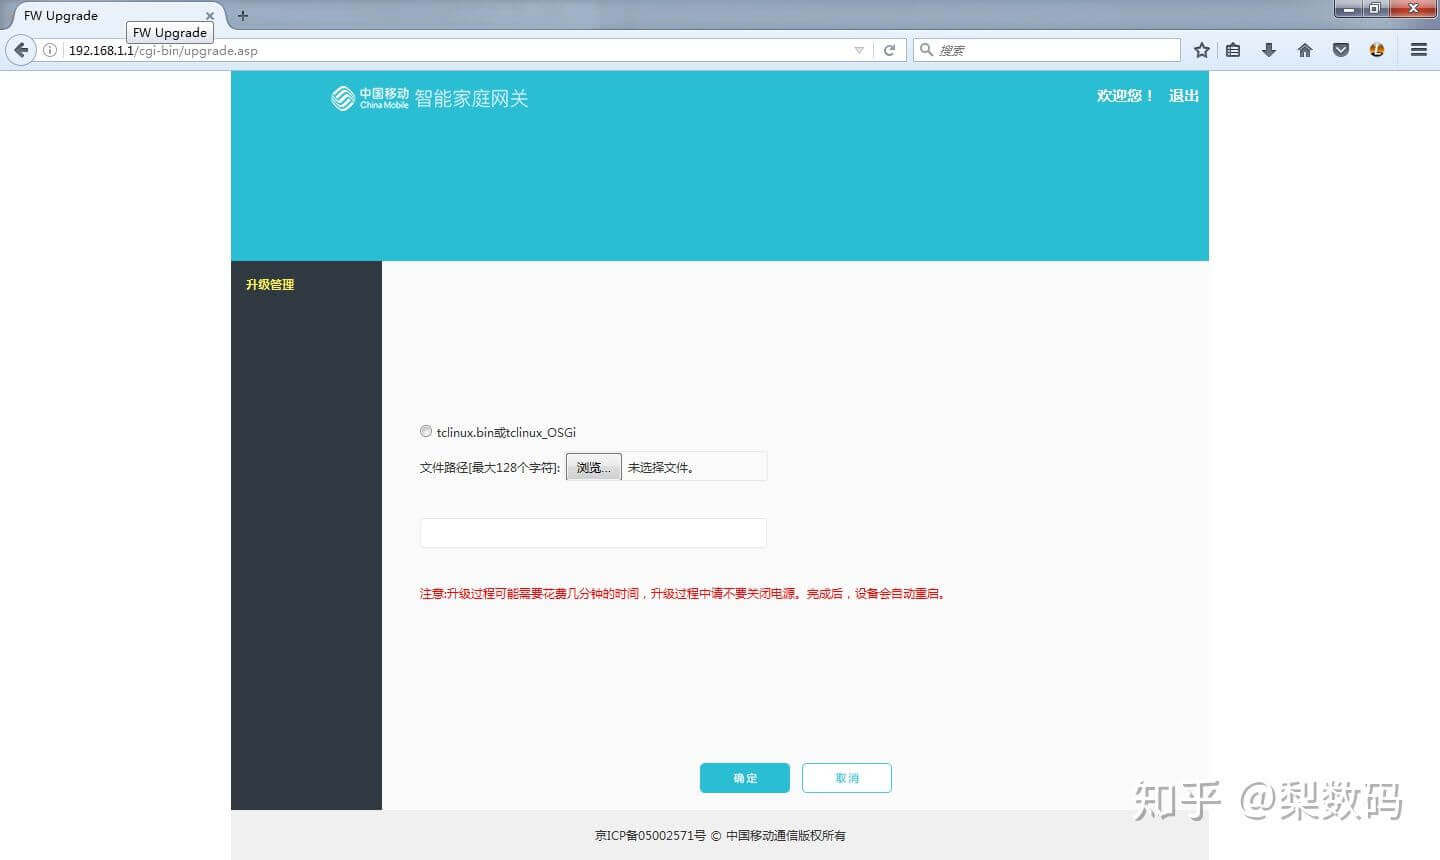 FW Upgrade
FW Upgrade
192.168.1.1/cgi-bin/upgrade.asp
搜索
中国移动
China Mobile
智能家庭网关
欢迎您！ 退出
升级管理
tclinux.bin或tclinux_OSGi
文件路径[最大128个字符]: 浏览... 未选择文件。
注意:升级过程可能需要花费几分钟的时间，升级过程中请不要关闭电源。完成后，设备会自动重启。
确定 取消
知乎 @梨数码
京ICP备05002571号 © 中国移动通信版权所有